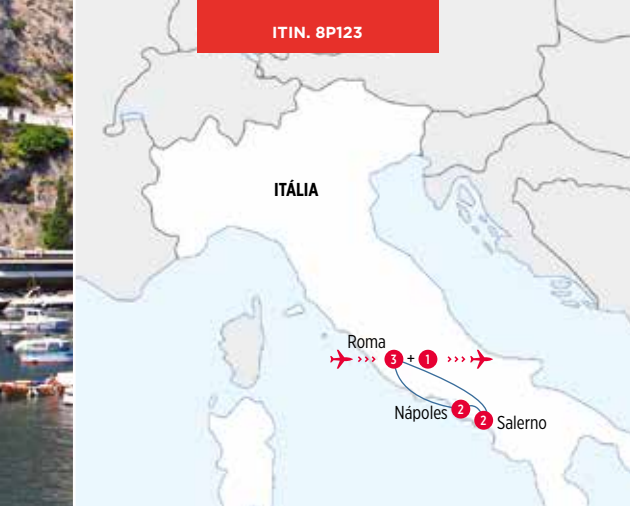 ITIN. 8P123
ITÁLIA
Roma
3 + 1
Nápoles 2
2 Salerno